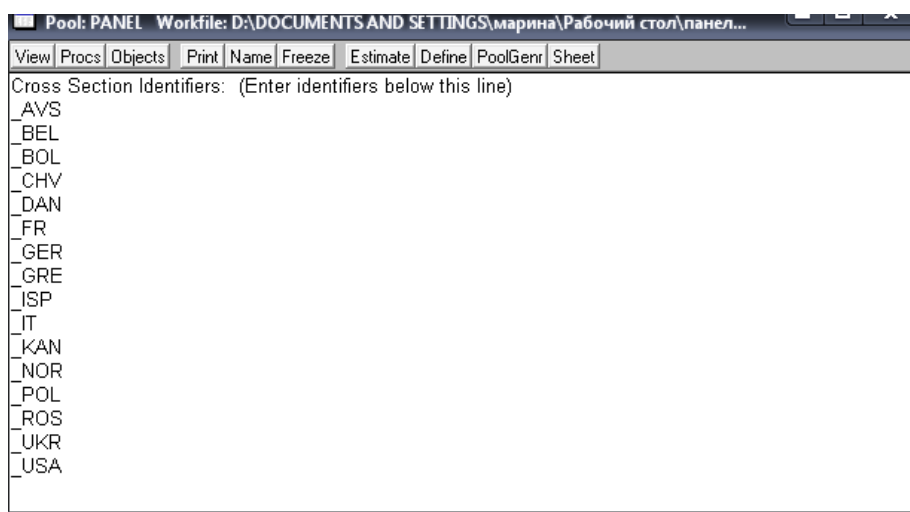 Pool: PANEL Workfile: D:\DOCUMENTS AND SETTINGS\марина\Рабочий стол\панел...
View Procs Objects Print Name Freeze Estimate Define PoolGenr Sheet
Cross Section Identifiers: (Enter identifiers below this line)
_AVS
_BEL
_BOL
_CHV
_DAN
_FR
_GER
_GRE
_ISP
_IT
_KAN
_NOR
_POL
_ROS
_UKR
_USA